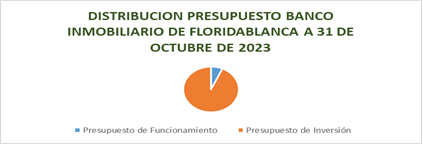 DISTRIBUCION PRESUPUESTO BANCO
INMOBILIARIO DE FLORIDABLANCA A 31 DE
OCTUBRE DE 2023
Presupuesto de Funcionamiento Presupuesto de Inversión